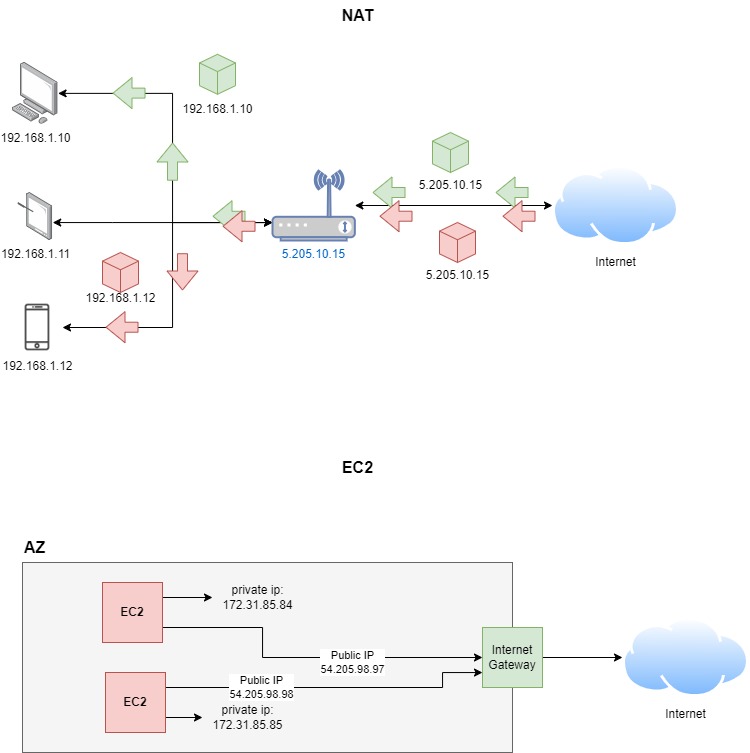 NAT
192.168.1.10
192.168.1.10
5.205.10.15
192.168.1.11
5.205.10.15
Internet
5.205.10.15
192.168.1.12
192.168.1.12
EC2
AZ
EC2
private ip:
172.31.85.84
Public IP
54.205.98.97
Internet
Gateway
EC2
Public IP
54.205.98.98
private ip:
172.31.85.85
Internet